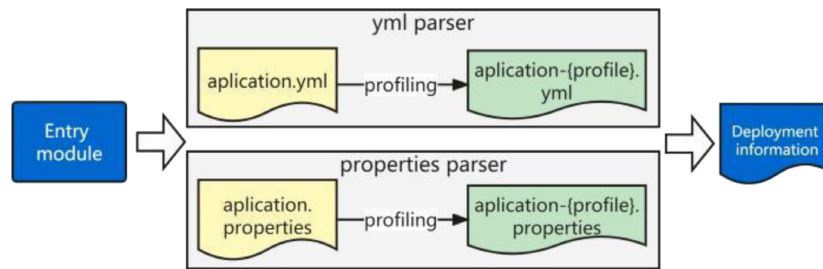 yml parser
aplication.yml
profiling
aplication-{profile}.
yml
Entry
module
Deployment
information
properties parser
aplication.
properties
profiling
aplication-{profile}.
properties